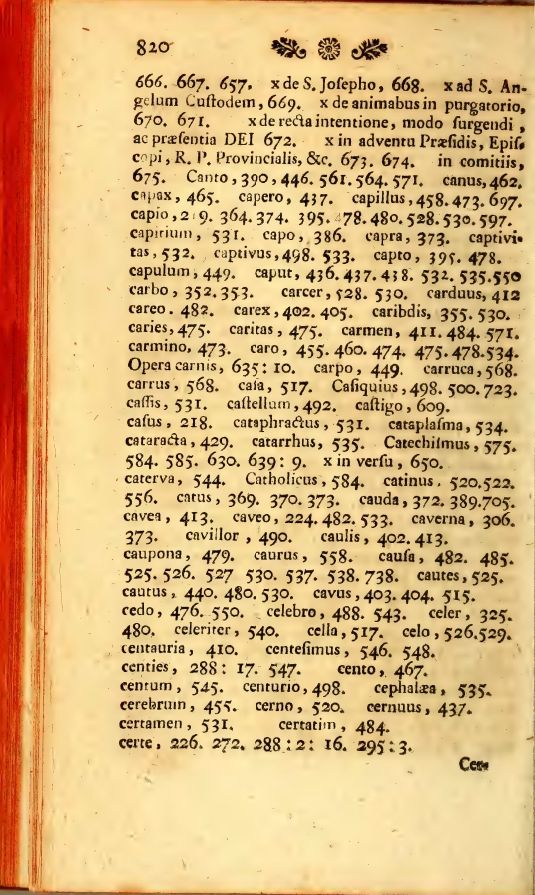 820
666. 667. 657. x de S. Joſepho, 668. x ad S. An-
gelum Cuſtodem, 669. x de animabus in purgatorio,
670. 671. x de recta intentione, modo ſurgendi,
ac præſentia DEI 672. x in adventu Præſidis, Epiſ-
copi, R. P. Provincialis, &c. 673. 674. in comitiis,
675. Canto, 390, 446. 561. 564. 571. canus, 462.
capax, 465. capero, 437. capillus, 458. 473. 697.
capio, 364. 374. 395. 478. 480. 528. 530. 597.
capitium, 531. capo, 386. capra, 373. captivi-
tas, 532. captivus, 498. 533. capto, 395. 478.
capulum, 449. caput, 436. 437. 438. 532. 535. 550
carbo, 352. 353. carcer, 528. 530. carduus, 412
careo. 482. carex, 402. 405. caribdis, 355. 530.
caries, 475. caritas, 475. carmen, 411. 484. 571.
carmino, 473. caro, 455. 460. 474. 475. 478. 534.
Opera carnis, 635: 10. carpo, 449. carruca, 568.
carrus, 568. caſa, 517. Caſiquius, 498. 500. 723.
caſſis, 531. caſtellum, 492. caſtigo, 609.
caſus, 218. cataphractus, 531. cataplaſma, 534.
cataracta, 429. catarrhus, 535. Catechiſmus, 575.
584. 585. 630. 639: 9. x in verſu, 650.
caterva, 544. Catholicus, 584. catinus, 520. 522.
556. catus, 369. 370. 373. cauda, 372. 389. 705.
cavea, 413. caveo, 224. 482. 533. caverna, 306.
373. cavillor, 490. caulis, 402. 413.
caupona, 479. caurus, 558. cauſa, 482. 485.
525. 526. 527 530. 537. 538. 738. cautes, 525.
cautus, 440. 480. 530. cavus, 403. 404. 515.
cedo, 476. 550. celebro, 488. 543. celer, 325.
480. celeriter, 540. cella, 517. celo, 526. 529.
centauria, 410. centeſimus, 546. 548.
centies, 288: 17. 547. cento, 467.
centum, 545. centurio, 498. cephalæa, 535.
cerebruin, 455. cerno, 520. cernuus, 437.
certamen, 531. certatim, 484.
certe, 226. 272. 288: 2: 16. 295: 3.
Cer-